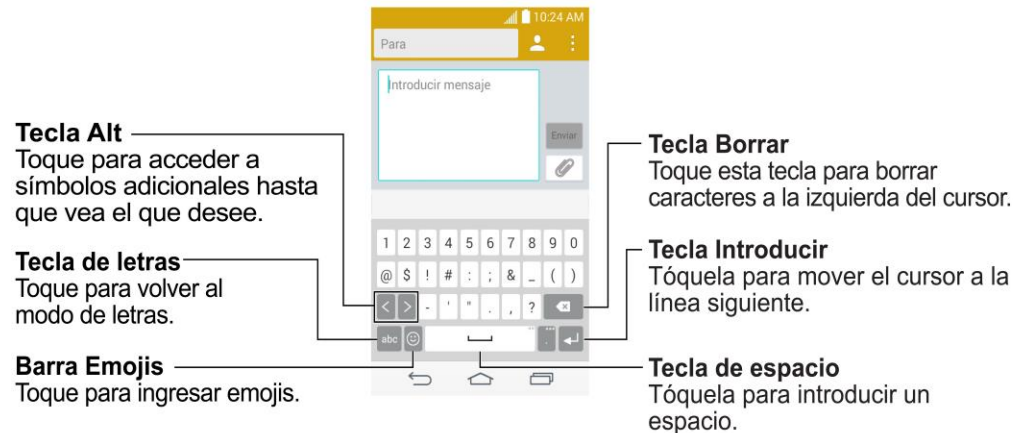 10:24 AM
Para
Introducir mensaje
Enviar
Tecla Alt
Toque para acceder a
símbolos adicionales hasta
que vea el que desee.
Tecla de letras
Toque para volver al
modo de letras.
Barra Emojis
Toque para ingresar emojis.
1 2 3 4 5 6 7 8 9 0
@ $ ! # : ; & _ ( )
< > - ' " . , ?
abc .
Tecla Borrar
Toque esta tecla para borrar
caracteres a la izquierda del cursor.
Tecla Introducir
Tóquela para mover el cursor a la
línea siguiente.
Tecla de espacio
Tóquela para introducir un
espacio.